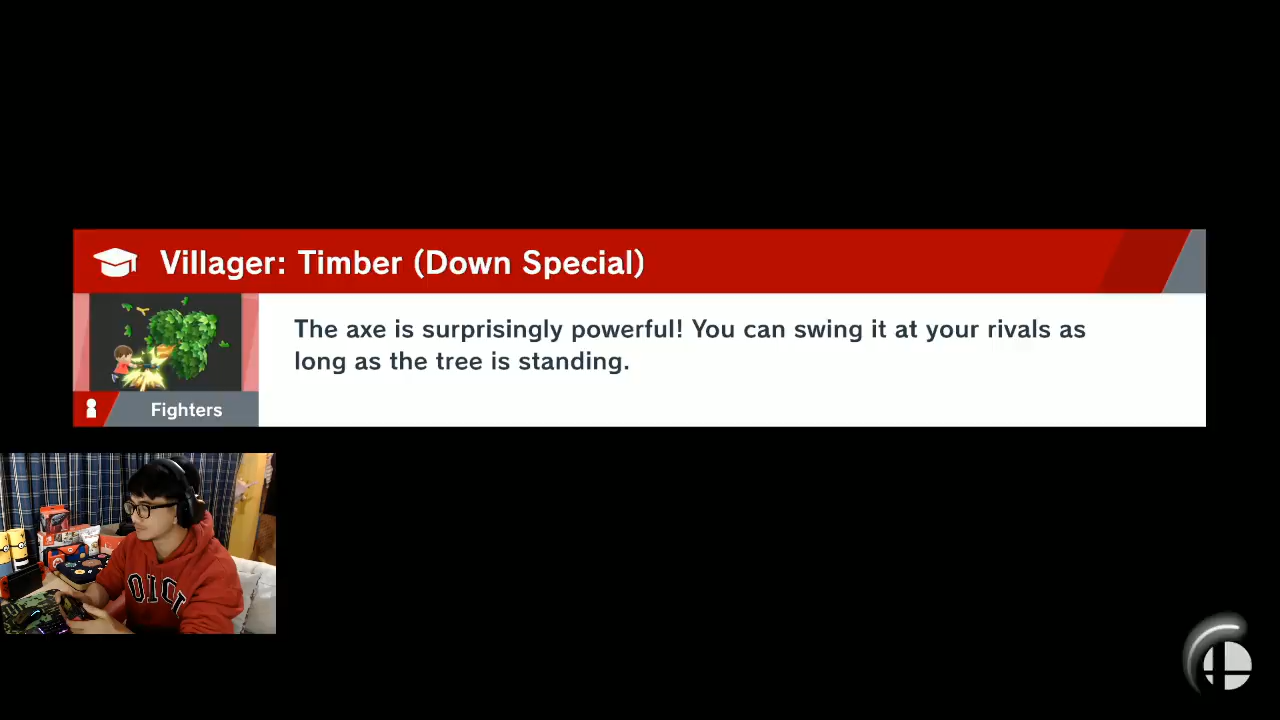 Villager: Timber (Down Special)
The axe is surprisingly powerful! You can swing it at your rivals as
long as the tree is standing.
Fighters